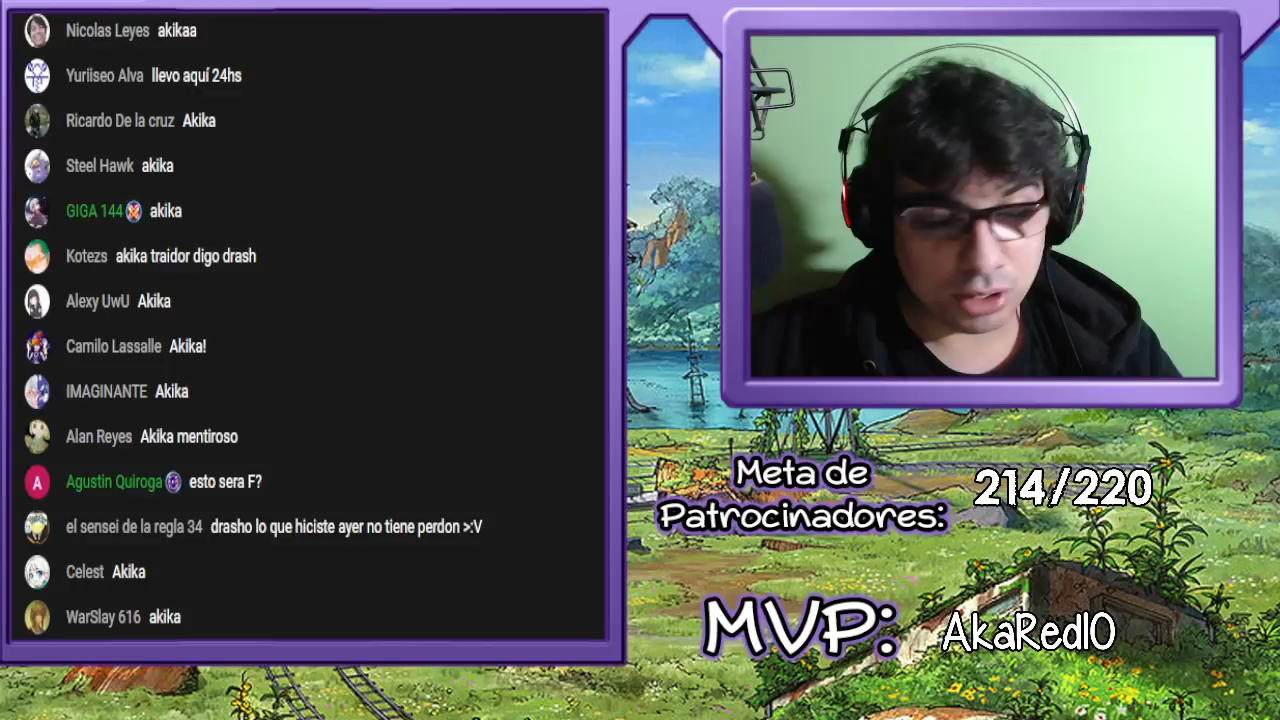 Nicolas Leyes akikaa
Yuriiseo Alva llevo aquí 24hs
Ricardo De la cruz Akika
Steel Hawk akika
GIGA 144 akika
Kotezs akika traidor digo drash
Alexy UwU Akika
Camilo Lassalle Akika!
IMAGINANTE Akika
Alan Reyes Akika mentiroso
A Agustin Quiroga esto sera F?
el sensei de la regla 34 drasho lo que hiciste ayer no tiene perdon >:V
Celest Akika
WarSlay 616 akika
Meta de
Patrocinadores:
214/220
MVP:
AkaRed10